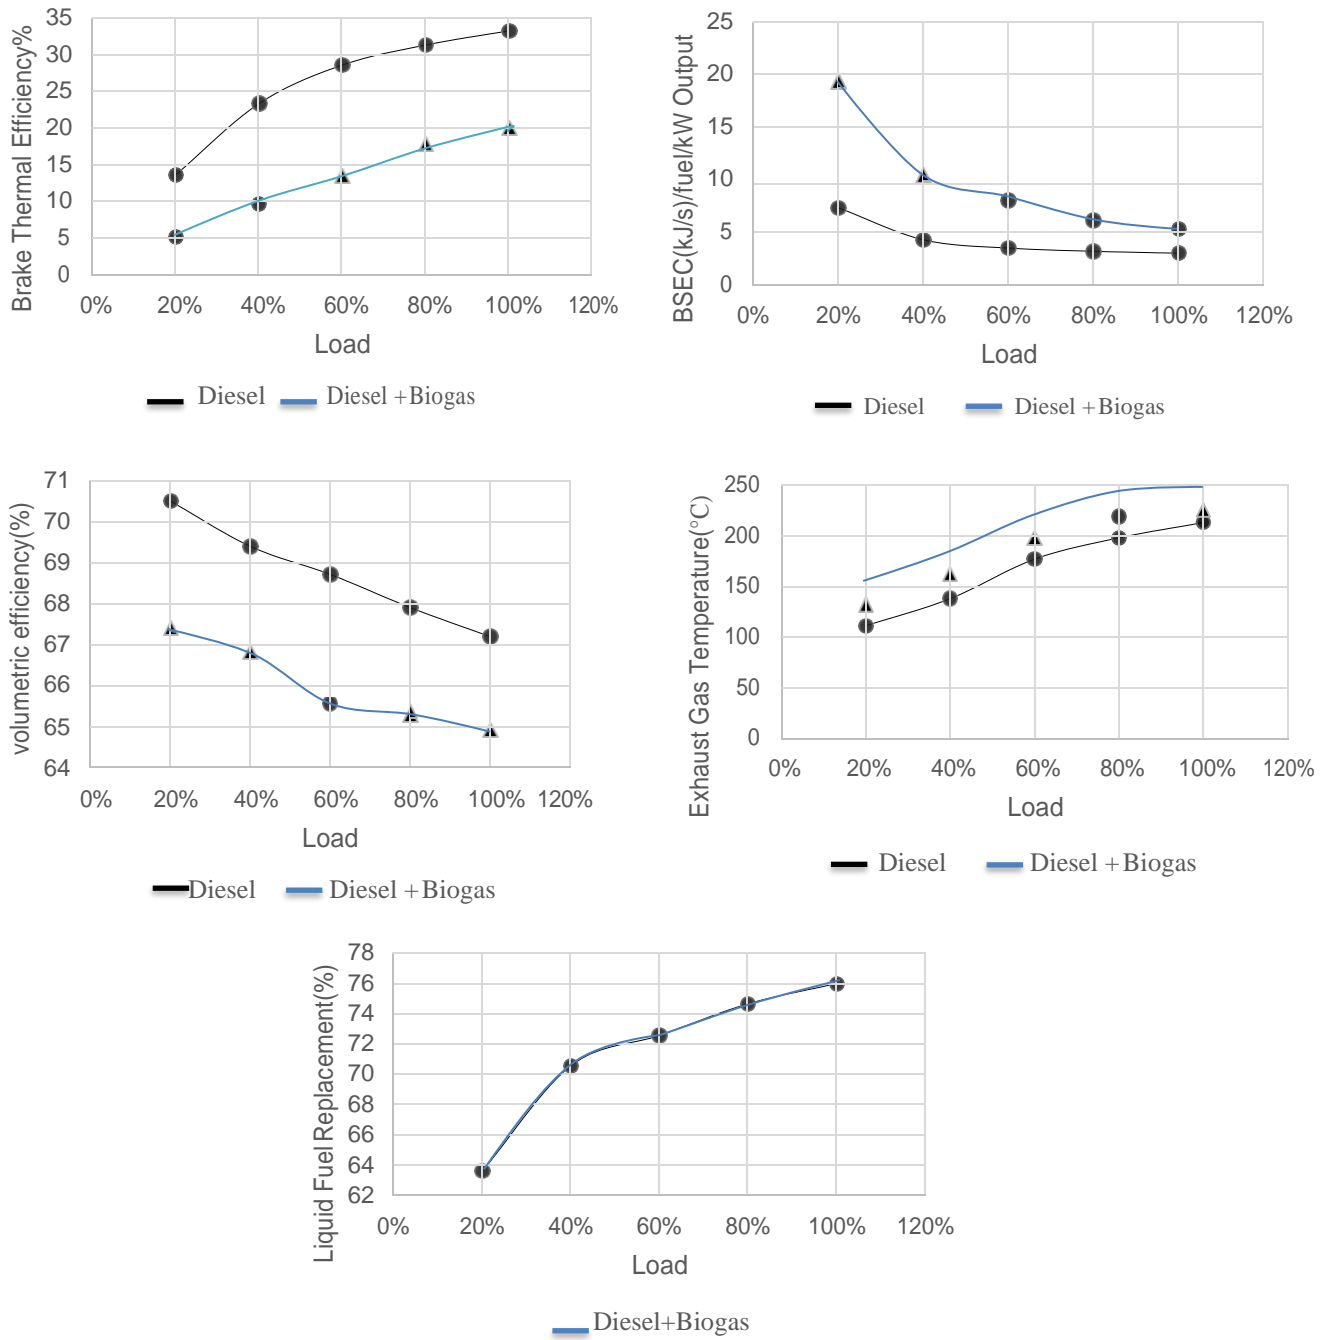 Brake Thermal Efficiency%
35
30
25
20
15
10
5
0
0% 20% 40% 60% 80% 100% 120%
Load
Diesel Diesel +Biogas
BSEC(kJ/s)/fuel/kW Output
25
20
15
10
5
0
0% 20% 40% 60% 80% 100% 120%
Load
Diesel Diesel +Biogas
volumetric efficiency(%)
71
70
69
68
67
66
65
64
0% 20% 40% 60% 80% 100% 120%
Load
Diesel Diesel +Biogas
Exhaust Gas Temperature(°C)
250
200
150
100
50
0
0% 20% 40% 60% 80% 100% 120%
Load
Diesel Diesel +Biogas
Liquid Fuel Replacement(%)
78
76
74
72
70
68
66
64
62
0% 20% 40% 60% 80% 100% 120%
Load
Diesel+Biogas